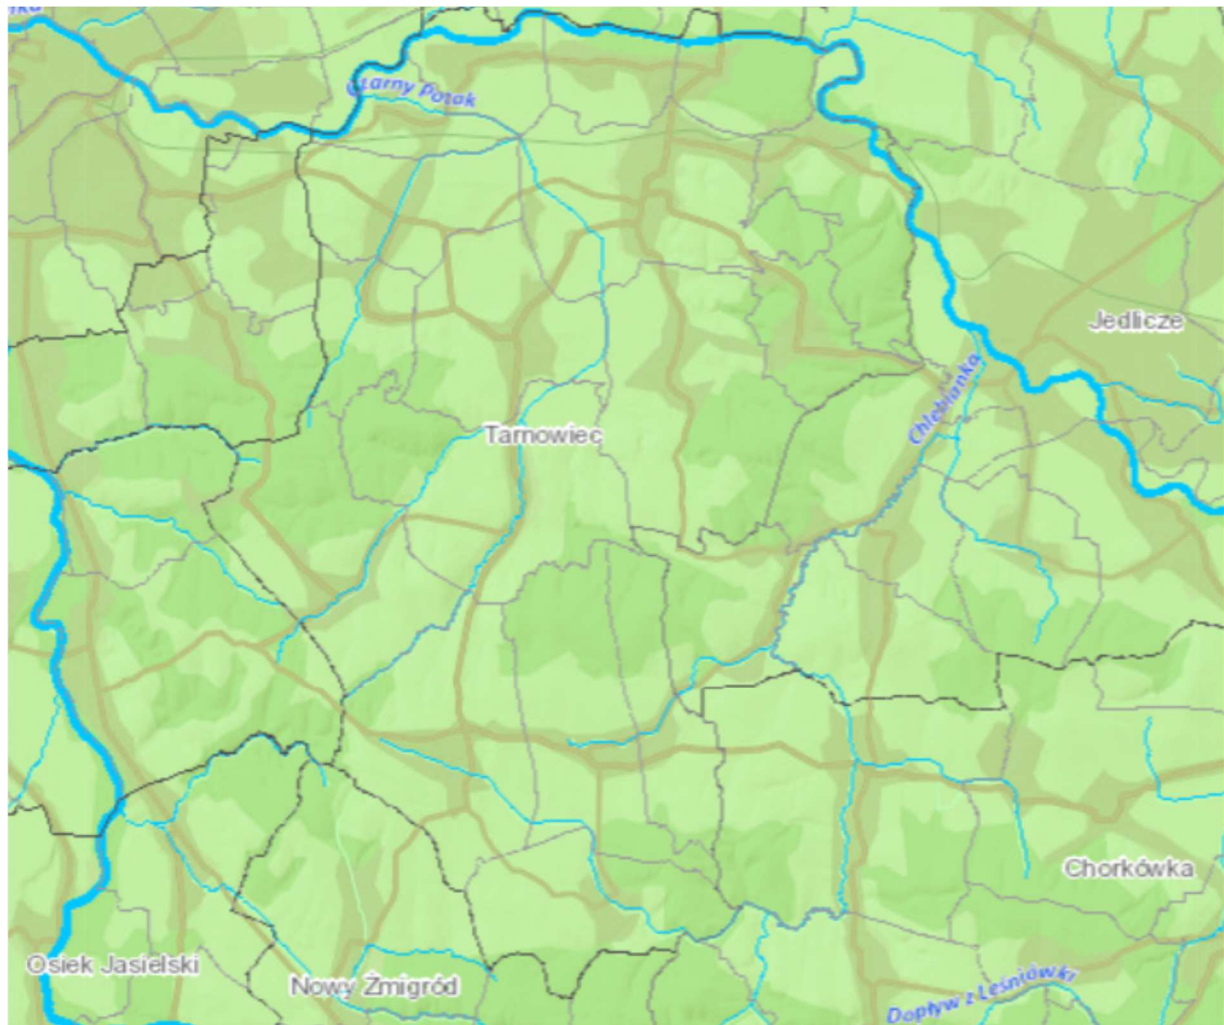 Czarny Potok
Jedlicze
Chlebianka
Tarnowiec
Chorkówka
Osiek Jasielski
Nowy Żmigród
Dopływ z Leśniówki